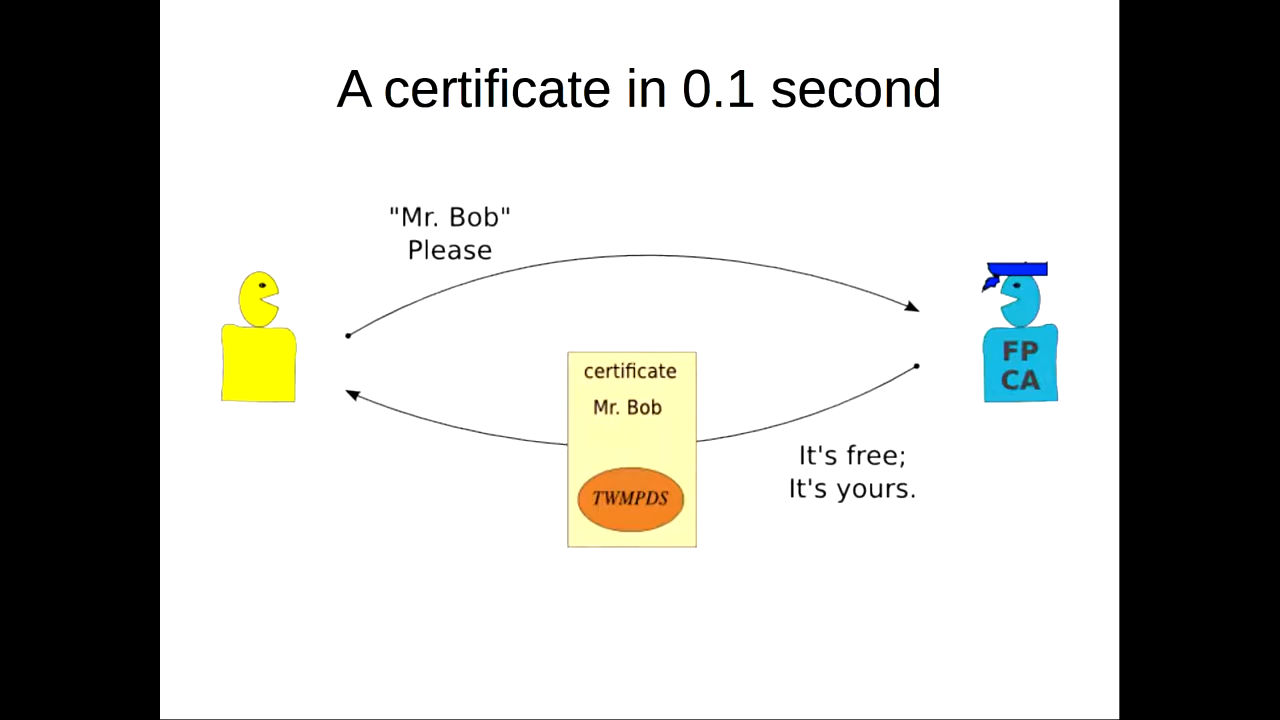 A certificate in 0.1 second
"Mr. Bob"
Please
FP
CA
certificate
Mr. Bob
TWMPDS
It's free;
It's yours.